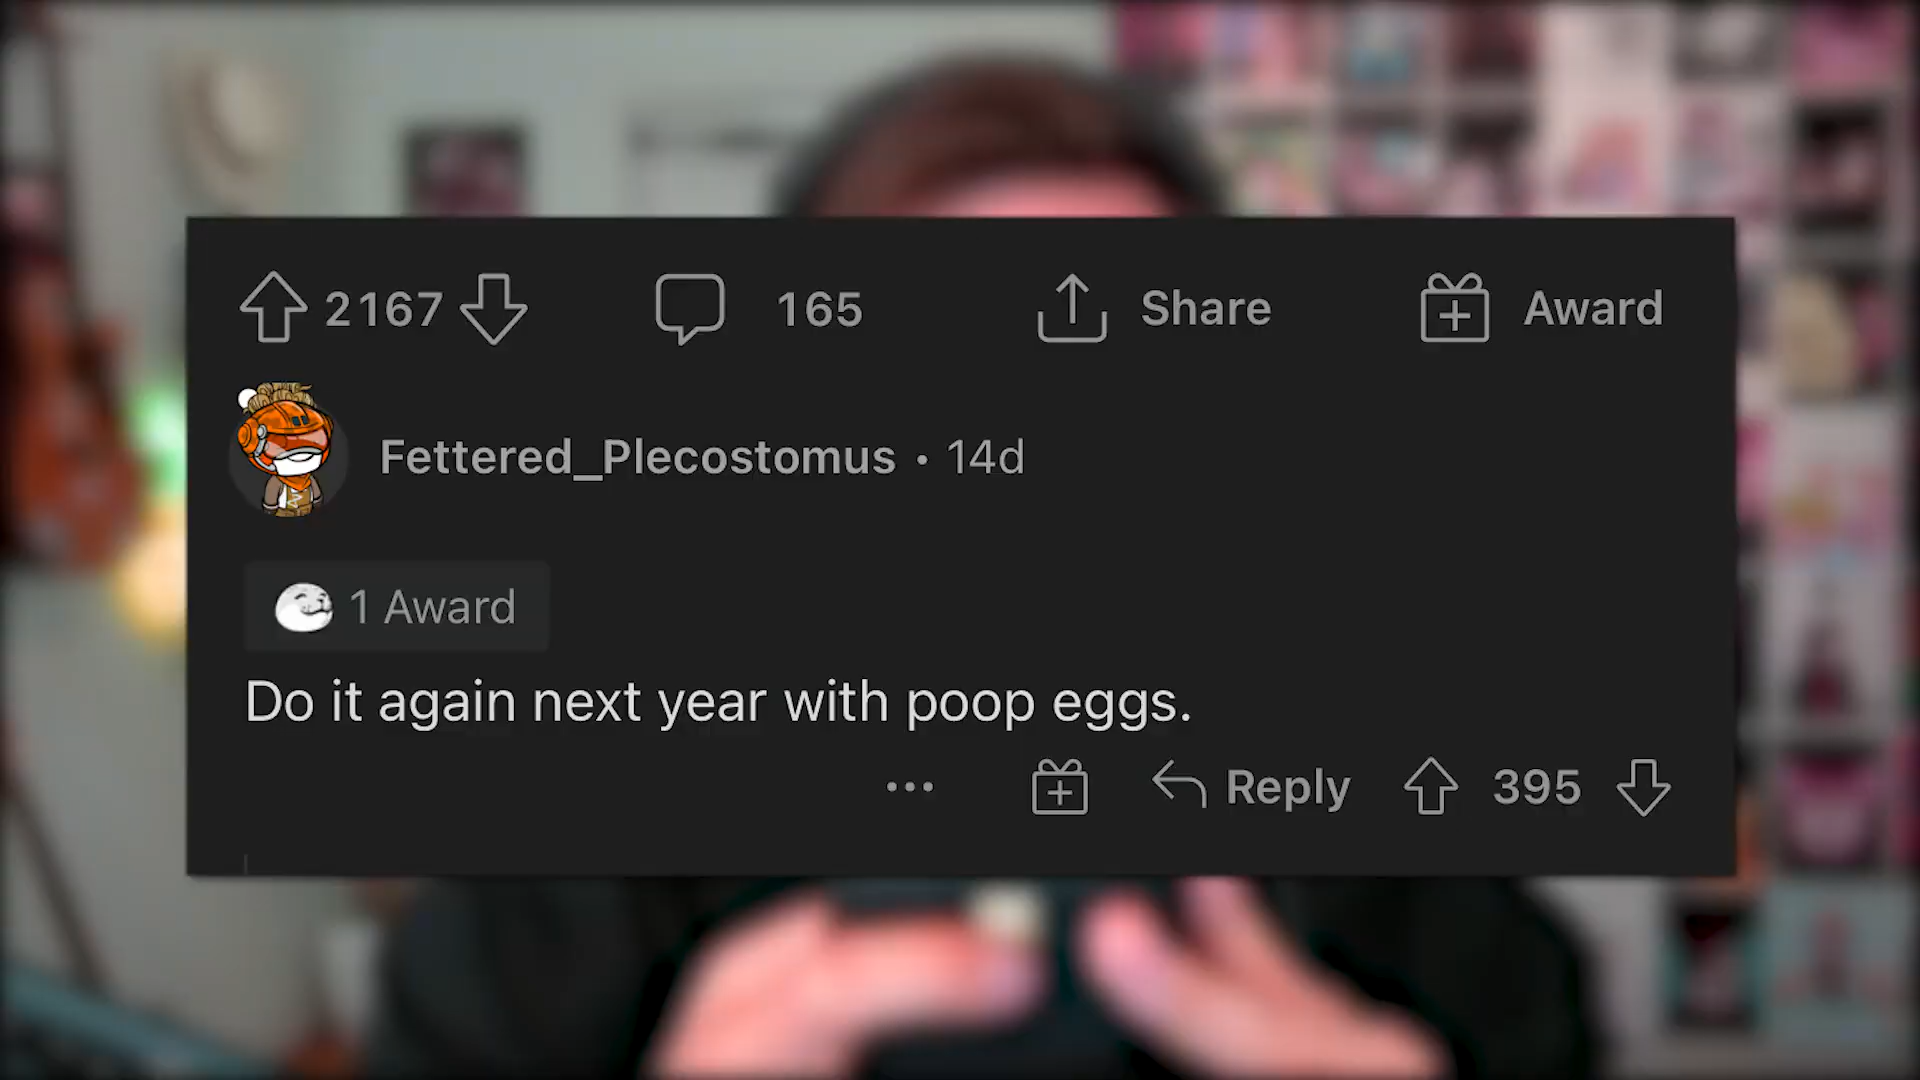 2167 165 Share Award
Fettered_Plecostomus • 14d
1 Award
Do it again next year with poop eggs.
... Reply 395